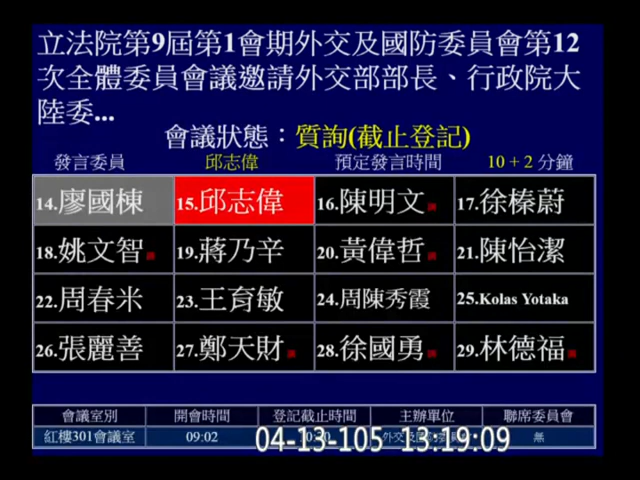 立法院第9屆第1會期外交及國防委員會第12
次全體委員會議邀請外交部部長、行政院大
陸委...
會議狀態：質詢(截止登記)
發言委員 邱志偉 預定發言時間 10 + 2 分鐘
14.廖國棟 15.邱志偉 16.陳明文 17.徐榛蔚
18.姚文智 19.蔣乃辛 20.黃偉哲 21.陳怡潔
22.周春米 23.王育敏 24.周陳秀霞 25.Kolas Yotaka
26.張麗善 27.鄭天財 28.徐國勇 29.林德福
會議室別 開會時間 登記截止時間 主辦單位 聯席委員會
紅樓301會議室 09:02 外交及國防委員會 無
04-13-105 13:19:09